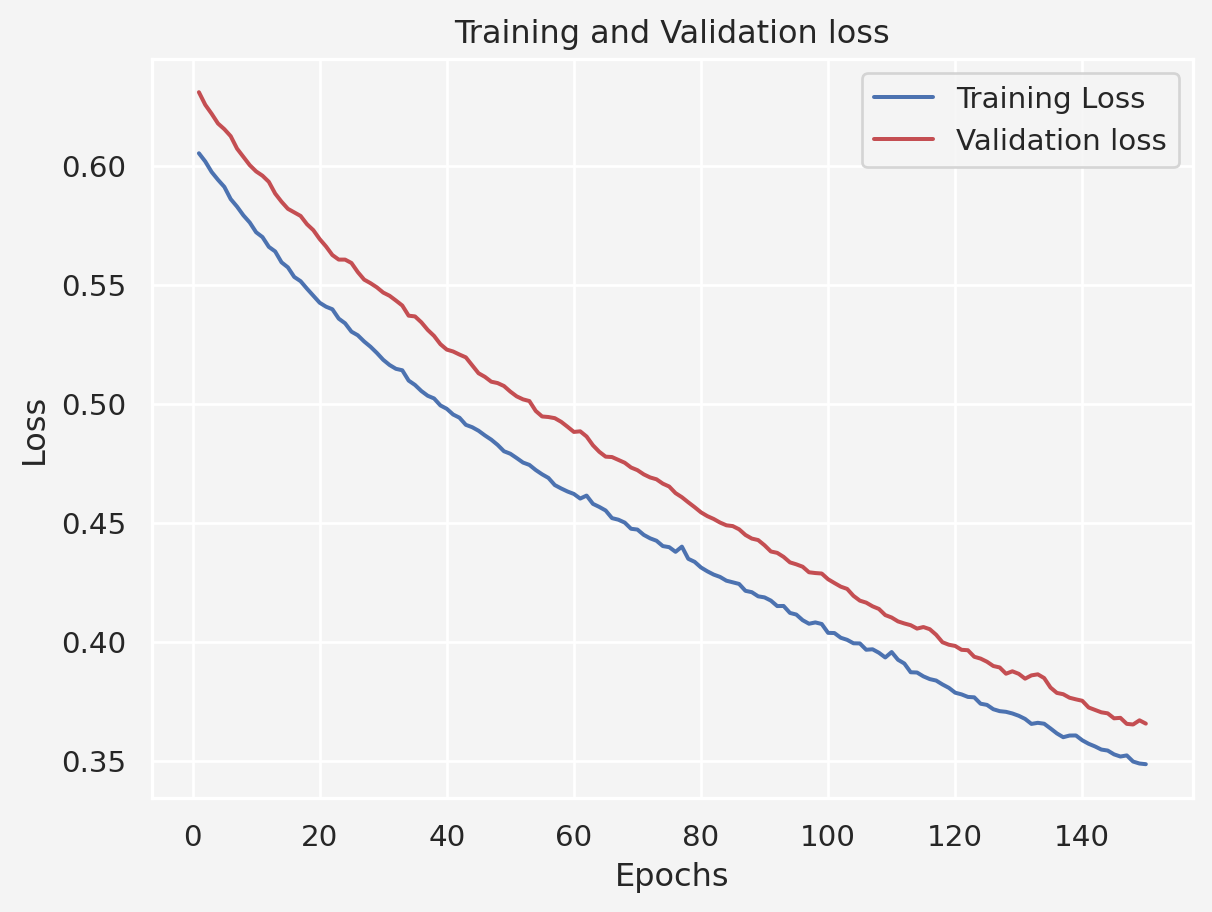 Training and Validation loss
Training Loss
Validation loss
0.60
0.55
0.50
0.45
0.40
0.35
Loss
0 20 40 60 80 100 120 140
Epochs